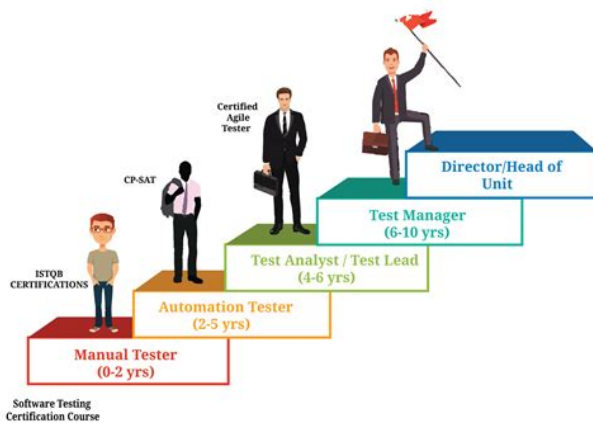 Certified
Agile
Tester
Director/Head of
Unit
CP-SAT
Test Manager
(6-10 yrs)
Test Analyst / Test Lead
(4-6 yrs)
ISTQB
CERTIFICATIONS
Automation Tester
(2-5 yrs)
Manual Tester
(0-2 yrs)
Software Testing
Certification Course